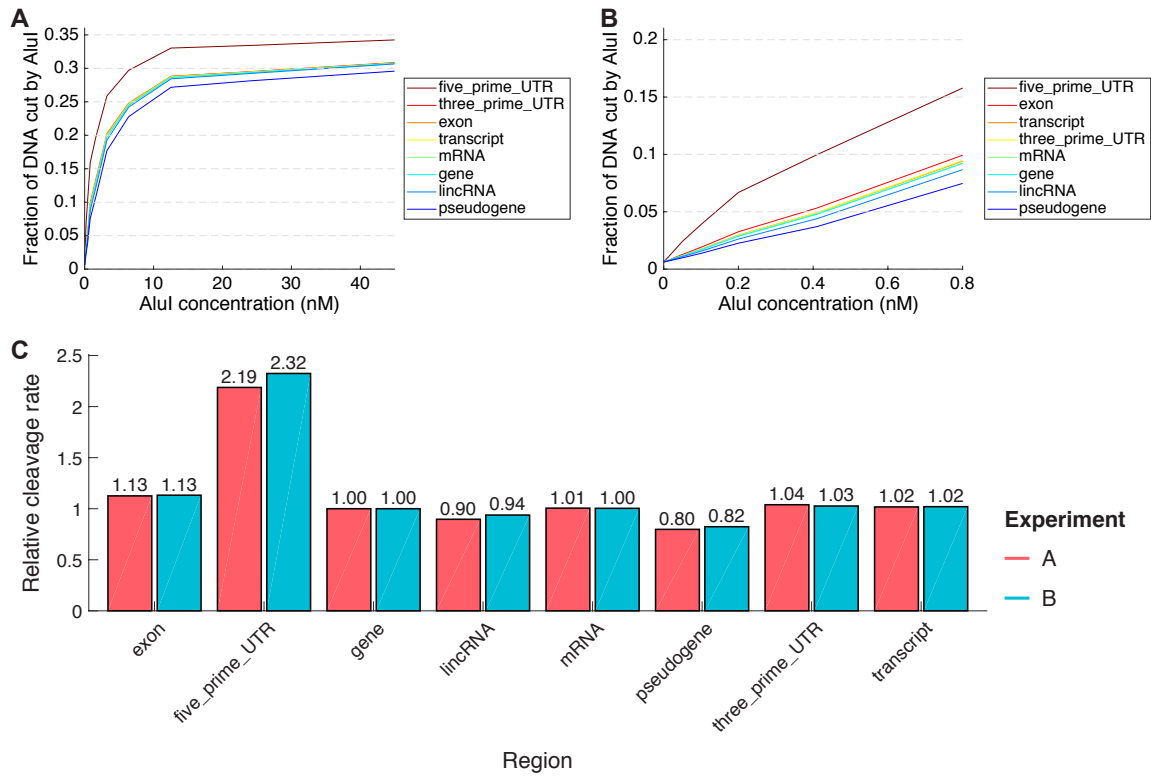 A
Fraction of DNA cut by AluI
0.35
0.3
0.25
0.2
0.15
0.1
0.05
0
0
10
20
30
40
AluI concentration (nM)
five_prime_UTR
three_prime_UTR
exon
transcript
mRNA
gene
lincRNA
pseudogene
B
Fraction of DNA cut by AluI
0.2
0.15
0.1
0.05
0
0
0.2
0.4
0.6
0.8
AluI concentration (nM)
five_prime_UTR
exon
transcript
three_prime_UTR
mRNA
gene
lincRNA
pseudogene
C
Relative cleavage rate
2.5
2
1.5
1
0.5
0
1.13 1.13
2.19 2.32
1.00 1.00
0.90 0.94
1.01 1.00
0.80 0.82
1.04 1.03
1.02 1.02
exon
five_prime_UTR
gene
lincRNA
mRNA
pseudogene
three_prime_UTR
transcript
Region
Experiment
A
B